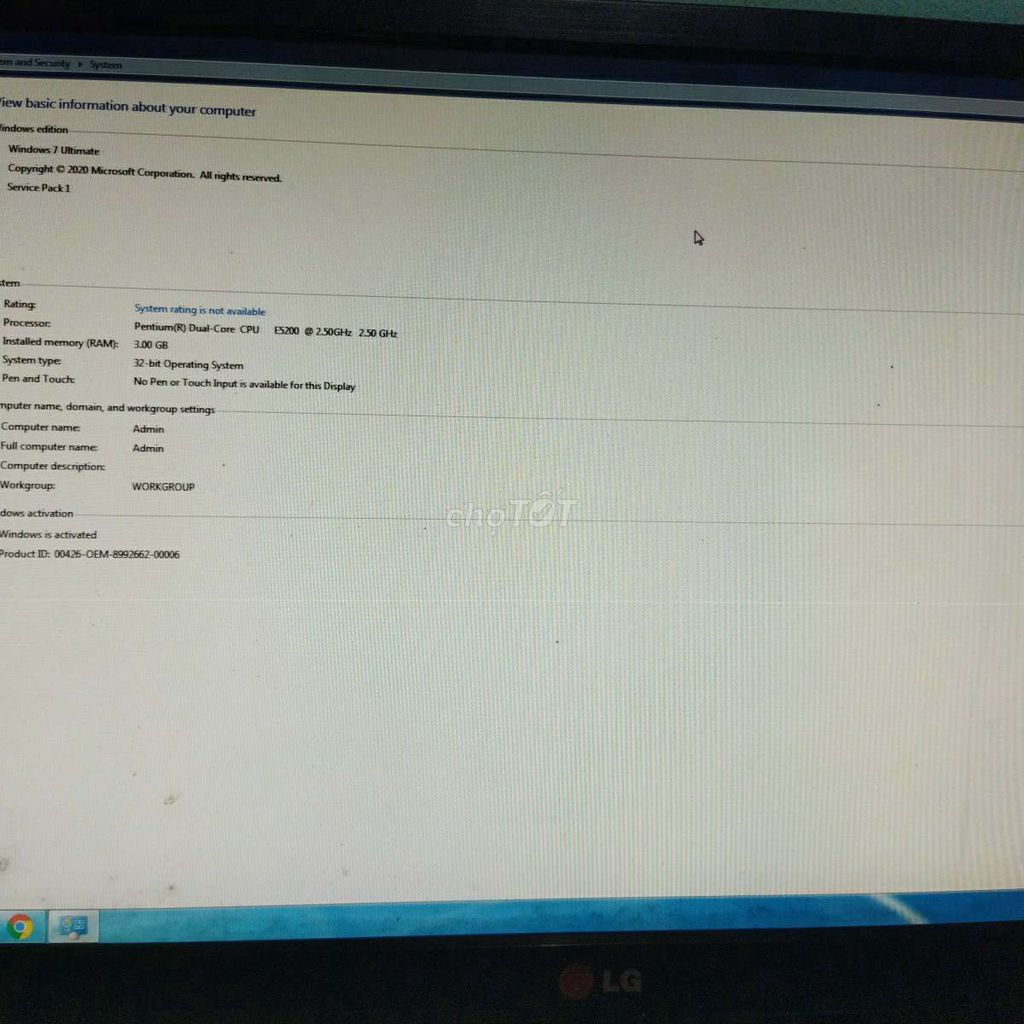 em and Security ▸ System
View basic information about your computer
Windows edition
Windows 7 Ultimate
Copyright © 2020 Microsoft Corporation. All rights reserved.
Service Pack 1
stem
Rating: System rating is not available
Processor: Pentium(R) Dual-Core CPU E5200 @ 2.50GHz 2.50 GHz
Installed memory (RAM): 3.00 GB
System type: 32-bit Operating System
Pen and Touch: No Pen or Touch Input is available for this Display
mputer name, domain, and workgroup settings
Computer name: Admin
Full computer name: Admin
Computer description:
Workgroup: WORKGROUP
chợTỐT
dows activation
Windows is activated
Product ID: 00426-OEM-8992662-00006
LG